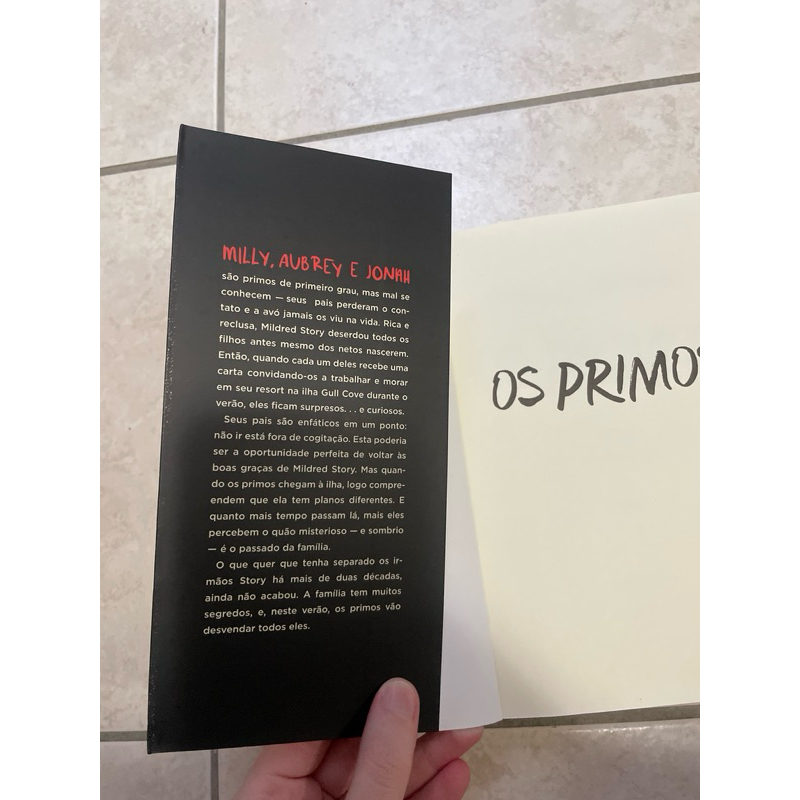 MILLY, AUBREY E JONAH
são primos de primeiro grau, mas mal se
conhecem — seus pais perderam o con-
tato e a avó jamais os viu na vida. Rica e
reclusa, Mildred Story deserdou todos os
filhos antes mesmo dos netos nascerem.
Então, quando cada um deles recebe uma
carta convidando-os a trabalhar e morar
em seu resort na ilha Gull Cove durante o
verão, eles ficam surpresos. . . e curiosos.
Seus pais são enfáticos em um ponto:
não ir está fora de cogitação. Esta poderia
ser a oportunidade perfeita de voltar às
boas graças de Mildred Story. Mas quan-
do os primos chegam à ilha, logo compre-
endem que ela tem planos diferentes. E
quanto mais tempo passam lá, mais eles
percebem o quão misterioso — e sombrio
— é o passado da família.
O que quer que tenha separado os ir-
mãos Story há mais de duas décadas,
ainda não acabou. A família tem muitos
segredos, e, neste verão, os primos vão
desvendar todos eles.
OS PRIMOS